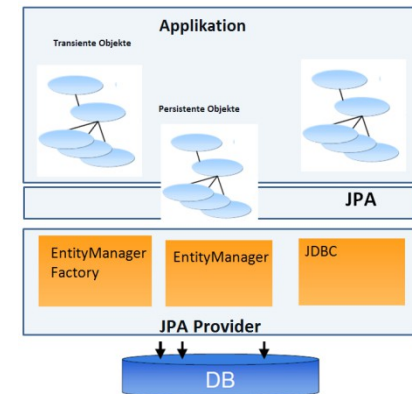 Applikation
Transiente Objekte
Persistente Objekte
JPA
EntityManager
Factory
EntityManager
JDBC
JPA Provider
DB